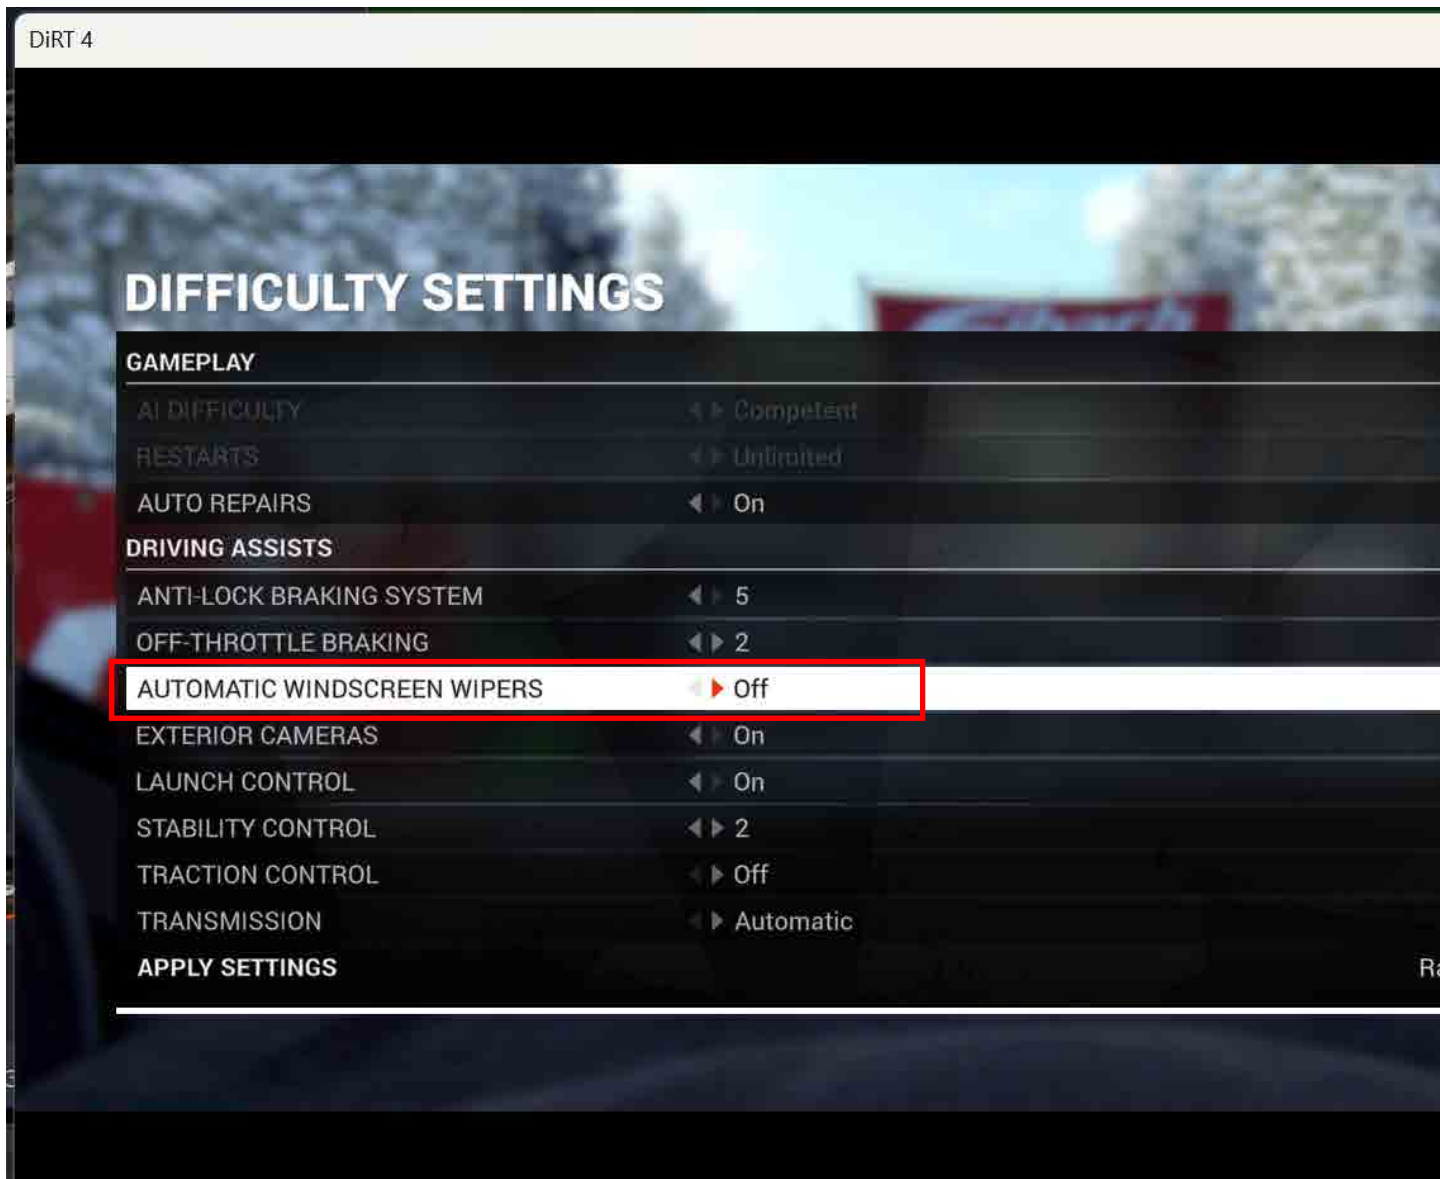 DiRT 4
DIFFICULTY SETTINGS
GAMEPLAY
AI DIFFICULTY Competent
RESTARTS Unlimited
AUTO REPAIRS On
DRIVING ASSISTS
ANTI-LOCK BRAKING SYSTEM 5
OFF-THROTTLE BRAKING 2
AUTOMATIC WINDSCREEN WIPERS Off
EXTERIOR CAMERAS On
LAUNCH CONTROL On
STABILITY CONTROL 2
TRACTION CONTROL Off
TRANSMISSION Automatic
APPLY SETTINGS